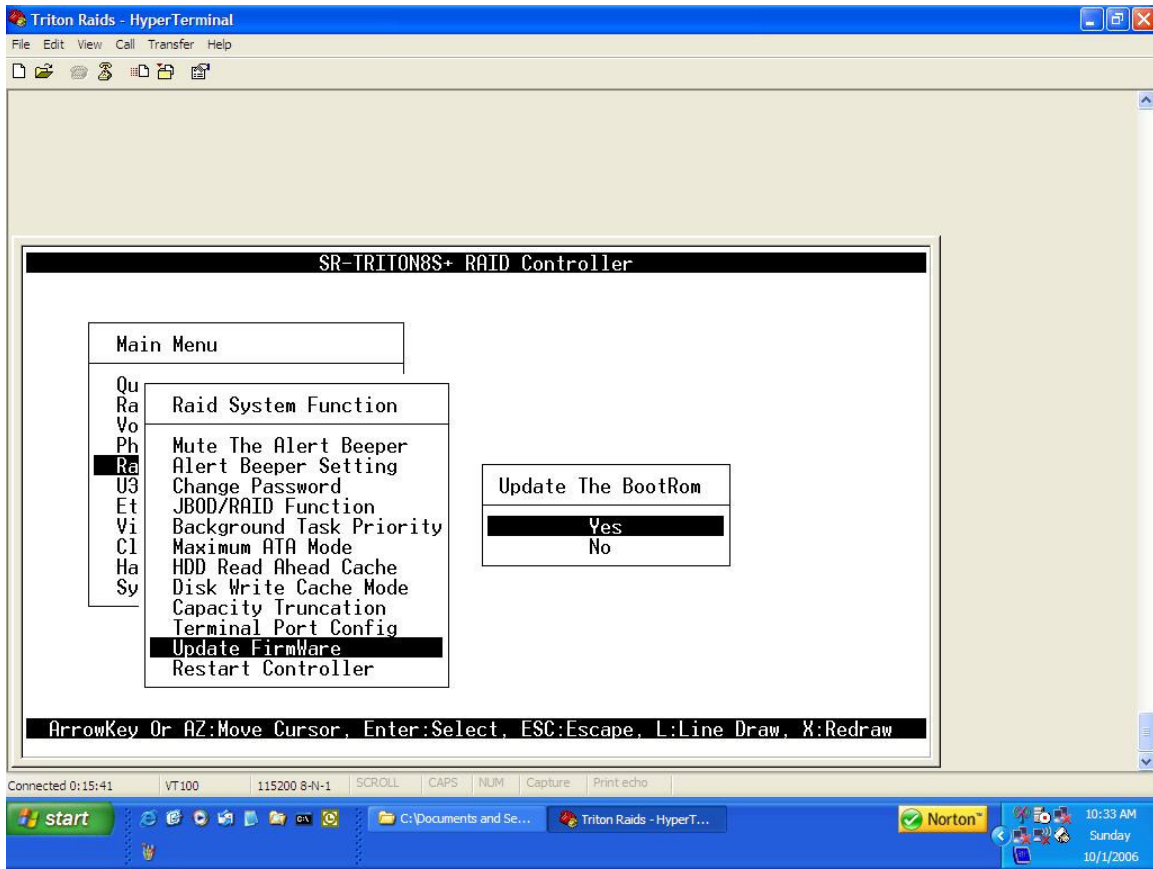 Triton Raids - HyperTerminal
File Edit View Call Transfer Help
SR-TRITON8S+ RAID Controller
Main Menu
Qu
Ra
Vo
Ph
Ra
U3
Et
Vi
Cl
Ha
Sy
Raid System Function
Mute The Alert Beeper
Alert Beeper Setting
Change Password
JBOD/RAID Function
Background Task Priority
Maximum ATA Mode
HDD Read Ahead Cache
Disk Write Cache Mode
Capacity Truncation
Terminal Port Config
Update FirmWare
Restart Controller
Update The BootRom
Yes
No
ArrowKey Or AZ:Move Cursor, Enter:Select, ESC:Escape, L:Line Draw, X:Redraw
Connected 0:15:41 VT100 115200 8-N-1 SCROLL CAPS NUM Capture Print echo
start C:\Documents and Se... Triton Raids - HyperT... Norton™ 10:33 AM
Sunday
10/1/2006